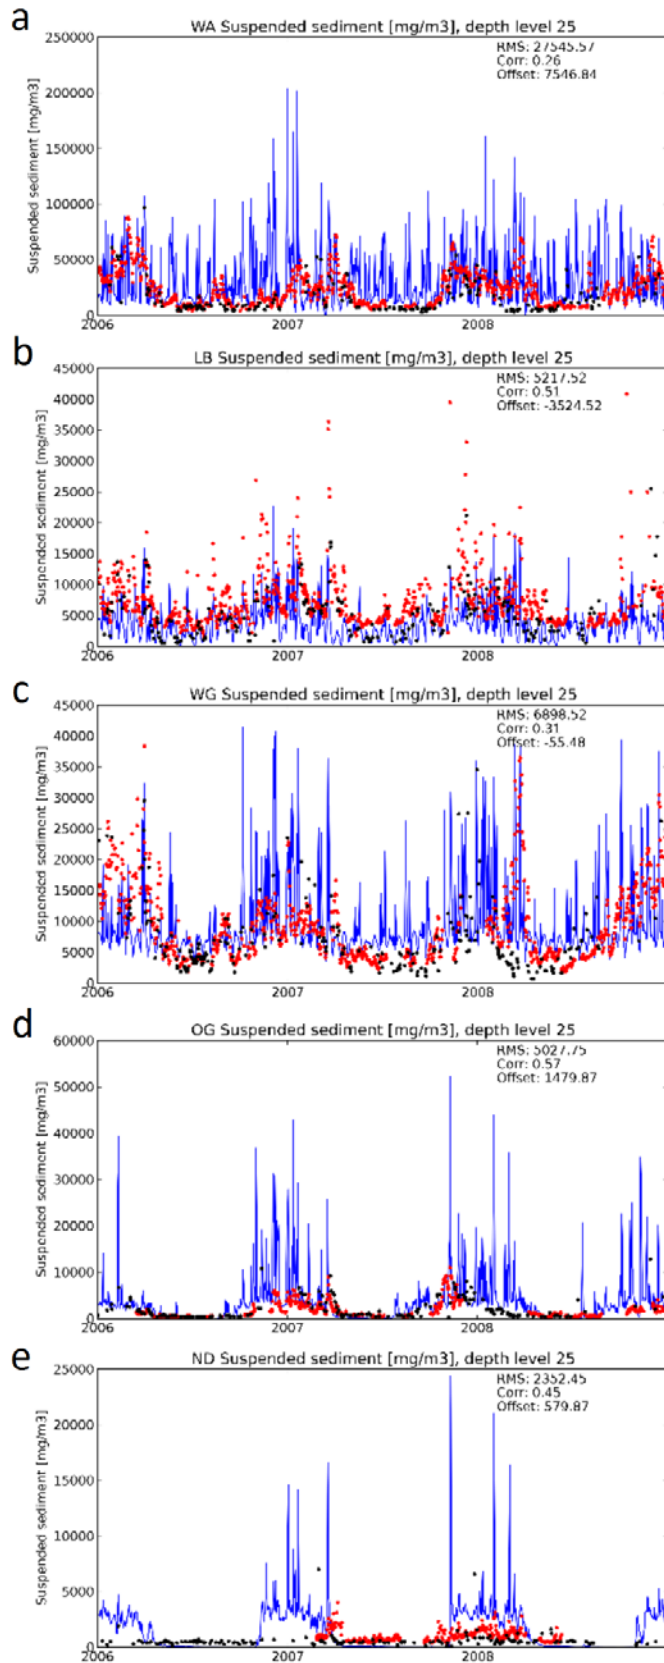 a
WA Suspended sediment [mg/m3], depth level 25
RMS: 27545.57
Corr: 0.26
Offset: 7546.84
Suspended sediment [mg/m3]
250000
200000
150000
100000
50000
0
2006
2007
2008
b
LB Suspended sediment [mg/m3], depth level 25
RMS: 5217.52
Corr: 0.51
Offset: -3524.52
Suspended sediment [mg/m3]
45000
40000
35000
30000
25000
20000
15000
10000
5000
0
2006
2007
2008
c
WG Suspended sediment [mg/m3], depth level 25
RMS: 6898.52
Corr: 0.31
Offset: -55.48
Suspended sediment [mg/m3]
45000
40000
35000
30000
25000
20000
15000
10000
5000
0
2006
2007
2008
d
OG Suspended sediment [mg/m3], depth level 25
RMS: 5027.75
Corr: 0.57
Offset: 1479.87
Suspended sediment [mg/m3]
60000
50000
40000
30000
20000
10000
0
2006
2007
2008
e
ND Suspended sediment [mg/m3], depth level 25
RMS: 2352.45
Corr: 0.45
Offset: 579.87
Suspended sediment [mg/m3]
25000
20000
15000
10000
5000
0
2006
2007
2008